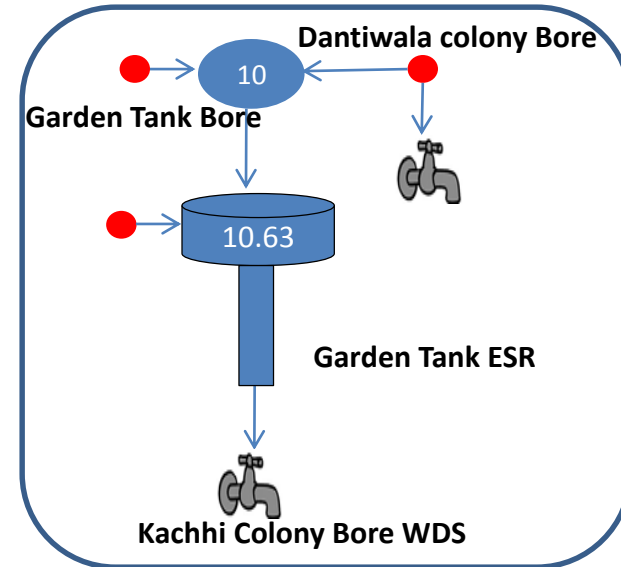 Dantiwala colony Bore
10
Garden Tank Bore
10.63
Garden Tank ESR
Kachhi Colony Bore WDS